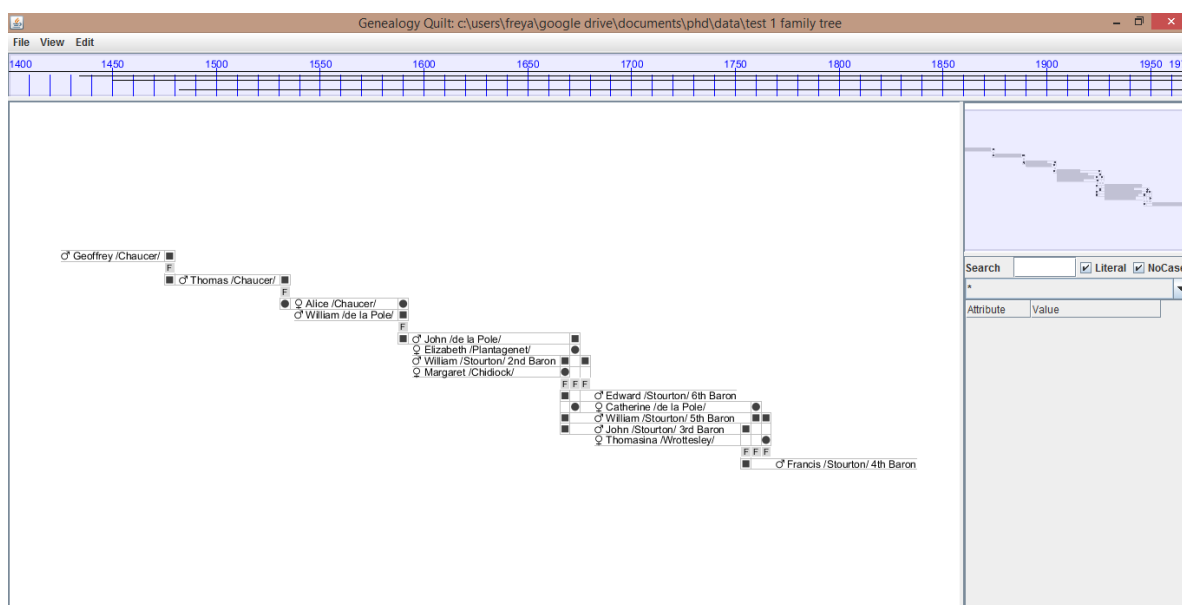 Genealogy Quilt: c:\users\freya\google drive\documents\phd\data\test 1 family tree
File View Edit
1400 1450 1500 1550 1600 1650 1700 1750 1800 1850 1900 1950 197
♂ Geoffrey /Chaucer/
F
♂ Thomas /Chaucer/
F
♀ Alice /Chaucer/
♂ William /de la Pole/
F
♂ John /de la Pole/
♀ Elizabeth /Plantagenet/
♂ William /Stourton/ 2nd Baron
♀ Margaret /Chidiock/
F F F
♂ Edward /Stourton/ 6th Baron
♀ Catherine /de la Pole/
♂ William /Stourton/ 5th Baron
♂ John /Stourton/ 3rd Baron
♀ Thomasina /Wrottesley/
F F F
♂ Francis /Stourton/ 4th Baron
Search Literal NoCase
*
Attribute Value